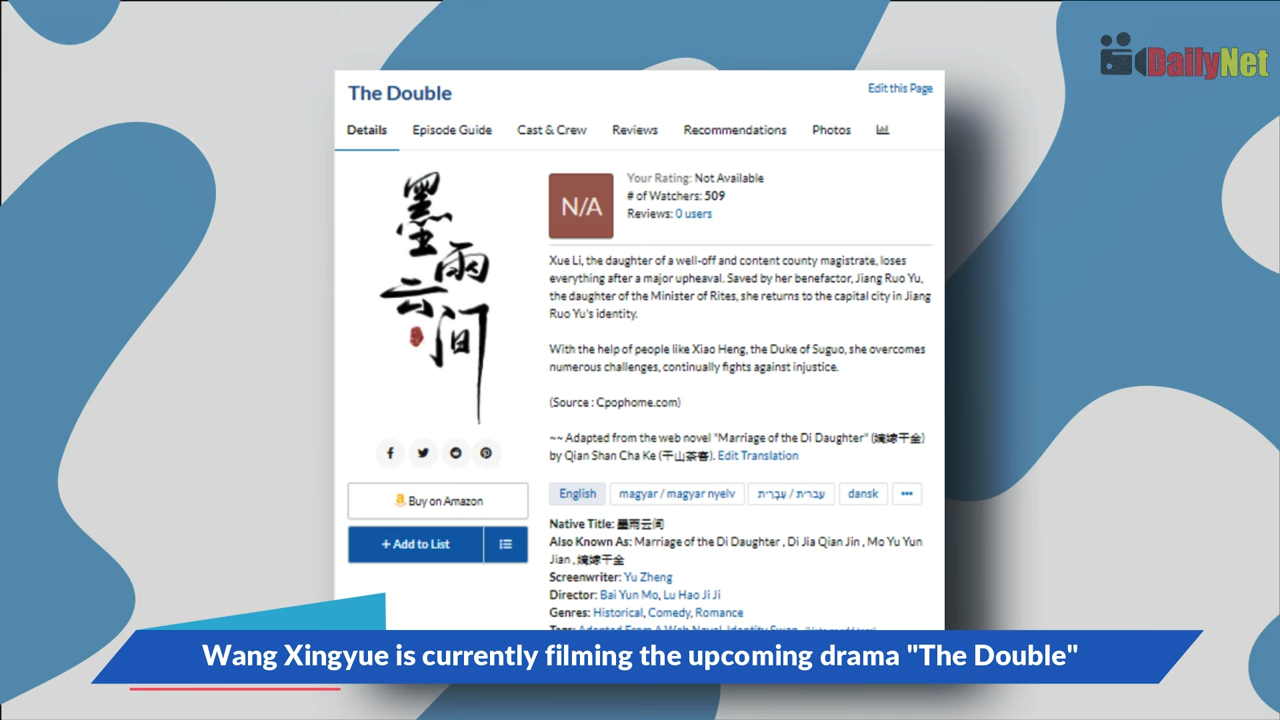 DailyNet
The Double
Edit this Page
Details Episode Guide Cast & Crew Reviews Recommendations Photos
墨
雨
云
间
N/A
Your Rating: Not Available
# of Watchers: 509
Reviews: 0 users
Xue Li, the daughter of a well-off and content county magistrate, loses
everything after a major upheaval. Saved by her benefactor, Jiang Ruo Yu,
the daughter of the Minister of Rites, she returns to the capital city in Jiang
Ruo Yu's identity.
With the help of people like Xiao Heng, the Duke of Suguo, she overcomes
numerous challenges, continually fights against injustice.
(Source : Cpophome.com)
~~ Adapted from the web novel "Marriage of the Di Daughter" (嫡嫁千金)
by Qian Shan Cha Ke (千山茶客). Edit Translation
English magyar / magyar nyelv עברית / עִבְרִית dansk
Native Title: 墨雨云间
Also Known As: Marriage of the Di Daughter , Di Jia Qian Jin , Mo Yu Yun
Jian , 嫡嫁千金
Screenwriter: Yu Zheng
Director: Bai Yun Mo, Lu Hao Ji Ji
Genres: Historical, Comedy, Romance
Tags: Adapted From A Web Novel, Identity Swap
Buy on Amazon
+ Add to List
Wang Xingyue is currently filming the upcoming drama "The Double"